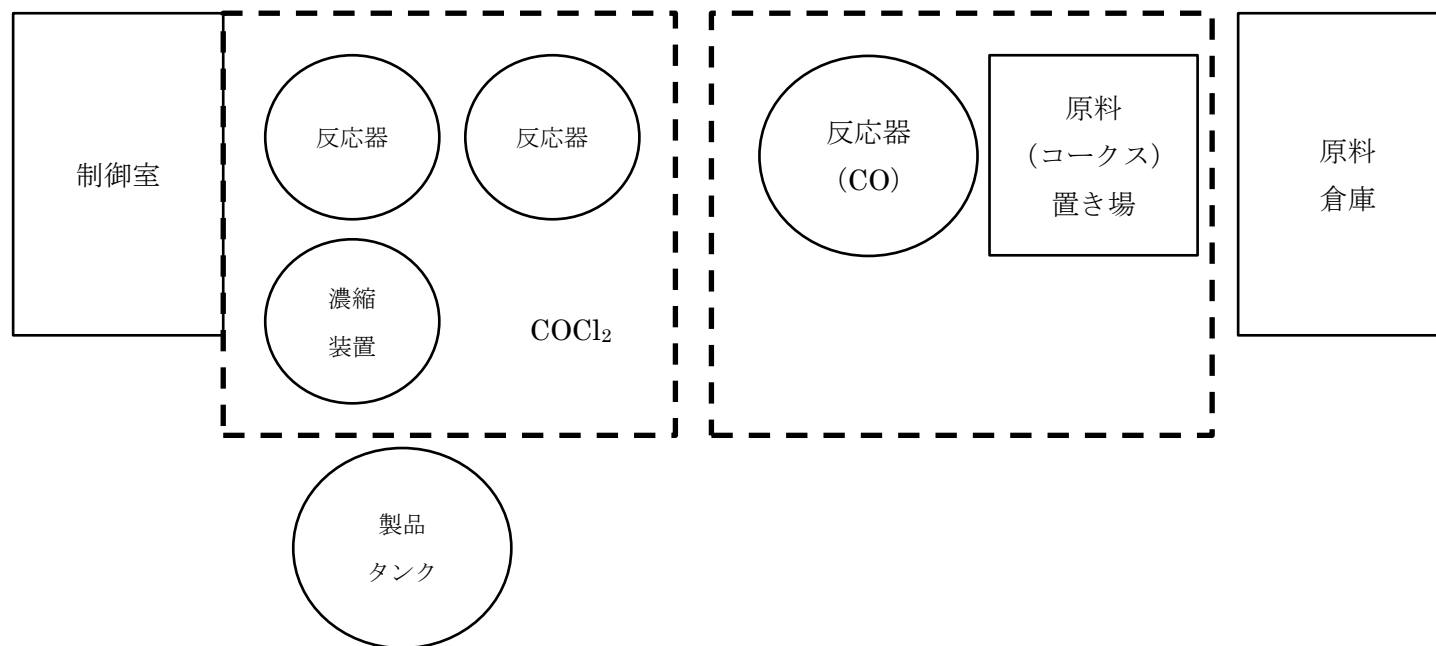 制御室
反応器
反応器
濃縮
装置
COCl₂
製品
タンク
反応器
（CO）
原料
（コークス）
置き場
原料
倉庫